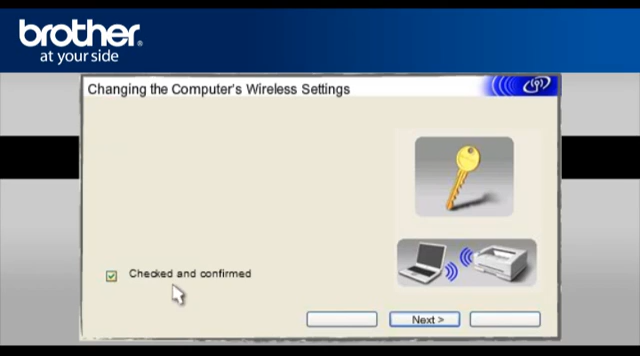 brother
at your side
Changing the Computer's Wireless Settings
Checked and confirmed
Next >